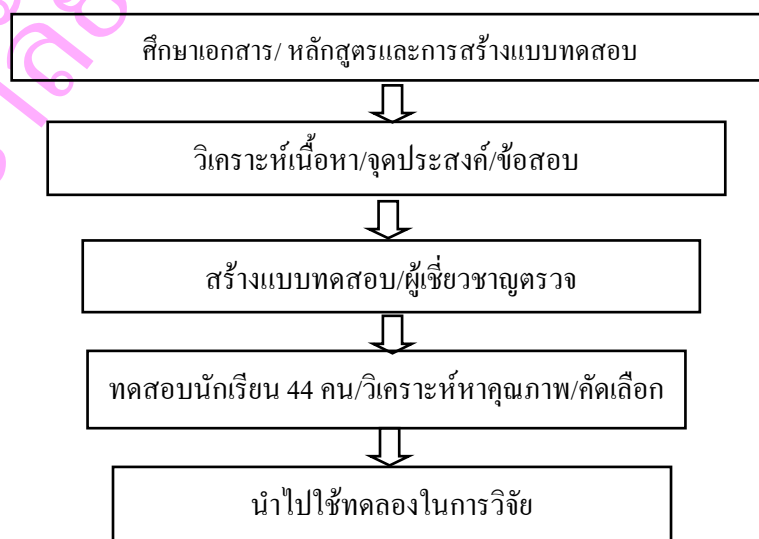 ศึกษาเอกสาร/ หลักสูตรและการสร้างแบบทดสอบ
วิเคราะห์เนื้อหา/จุดประสงค์/ข้อสอบ
สร้างแบบทดสอบ/ผู้เชี่ยวชาญตรวจ
ทดสอบนักเรียน 44 คน/วิเคราะห์หาคุณภาพ/คัดเลือก
นำไปใช้ทดลองในการวิจัย